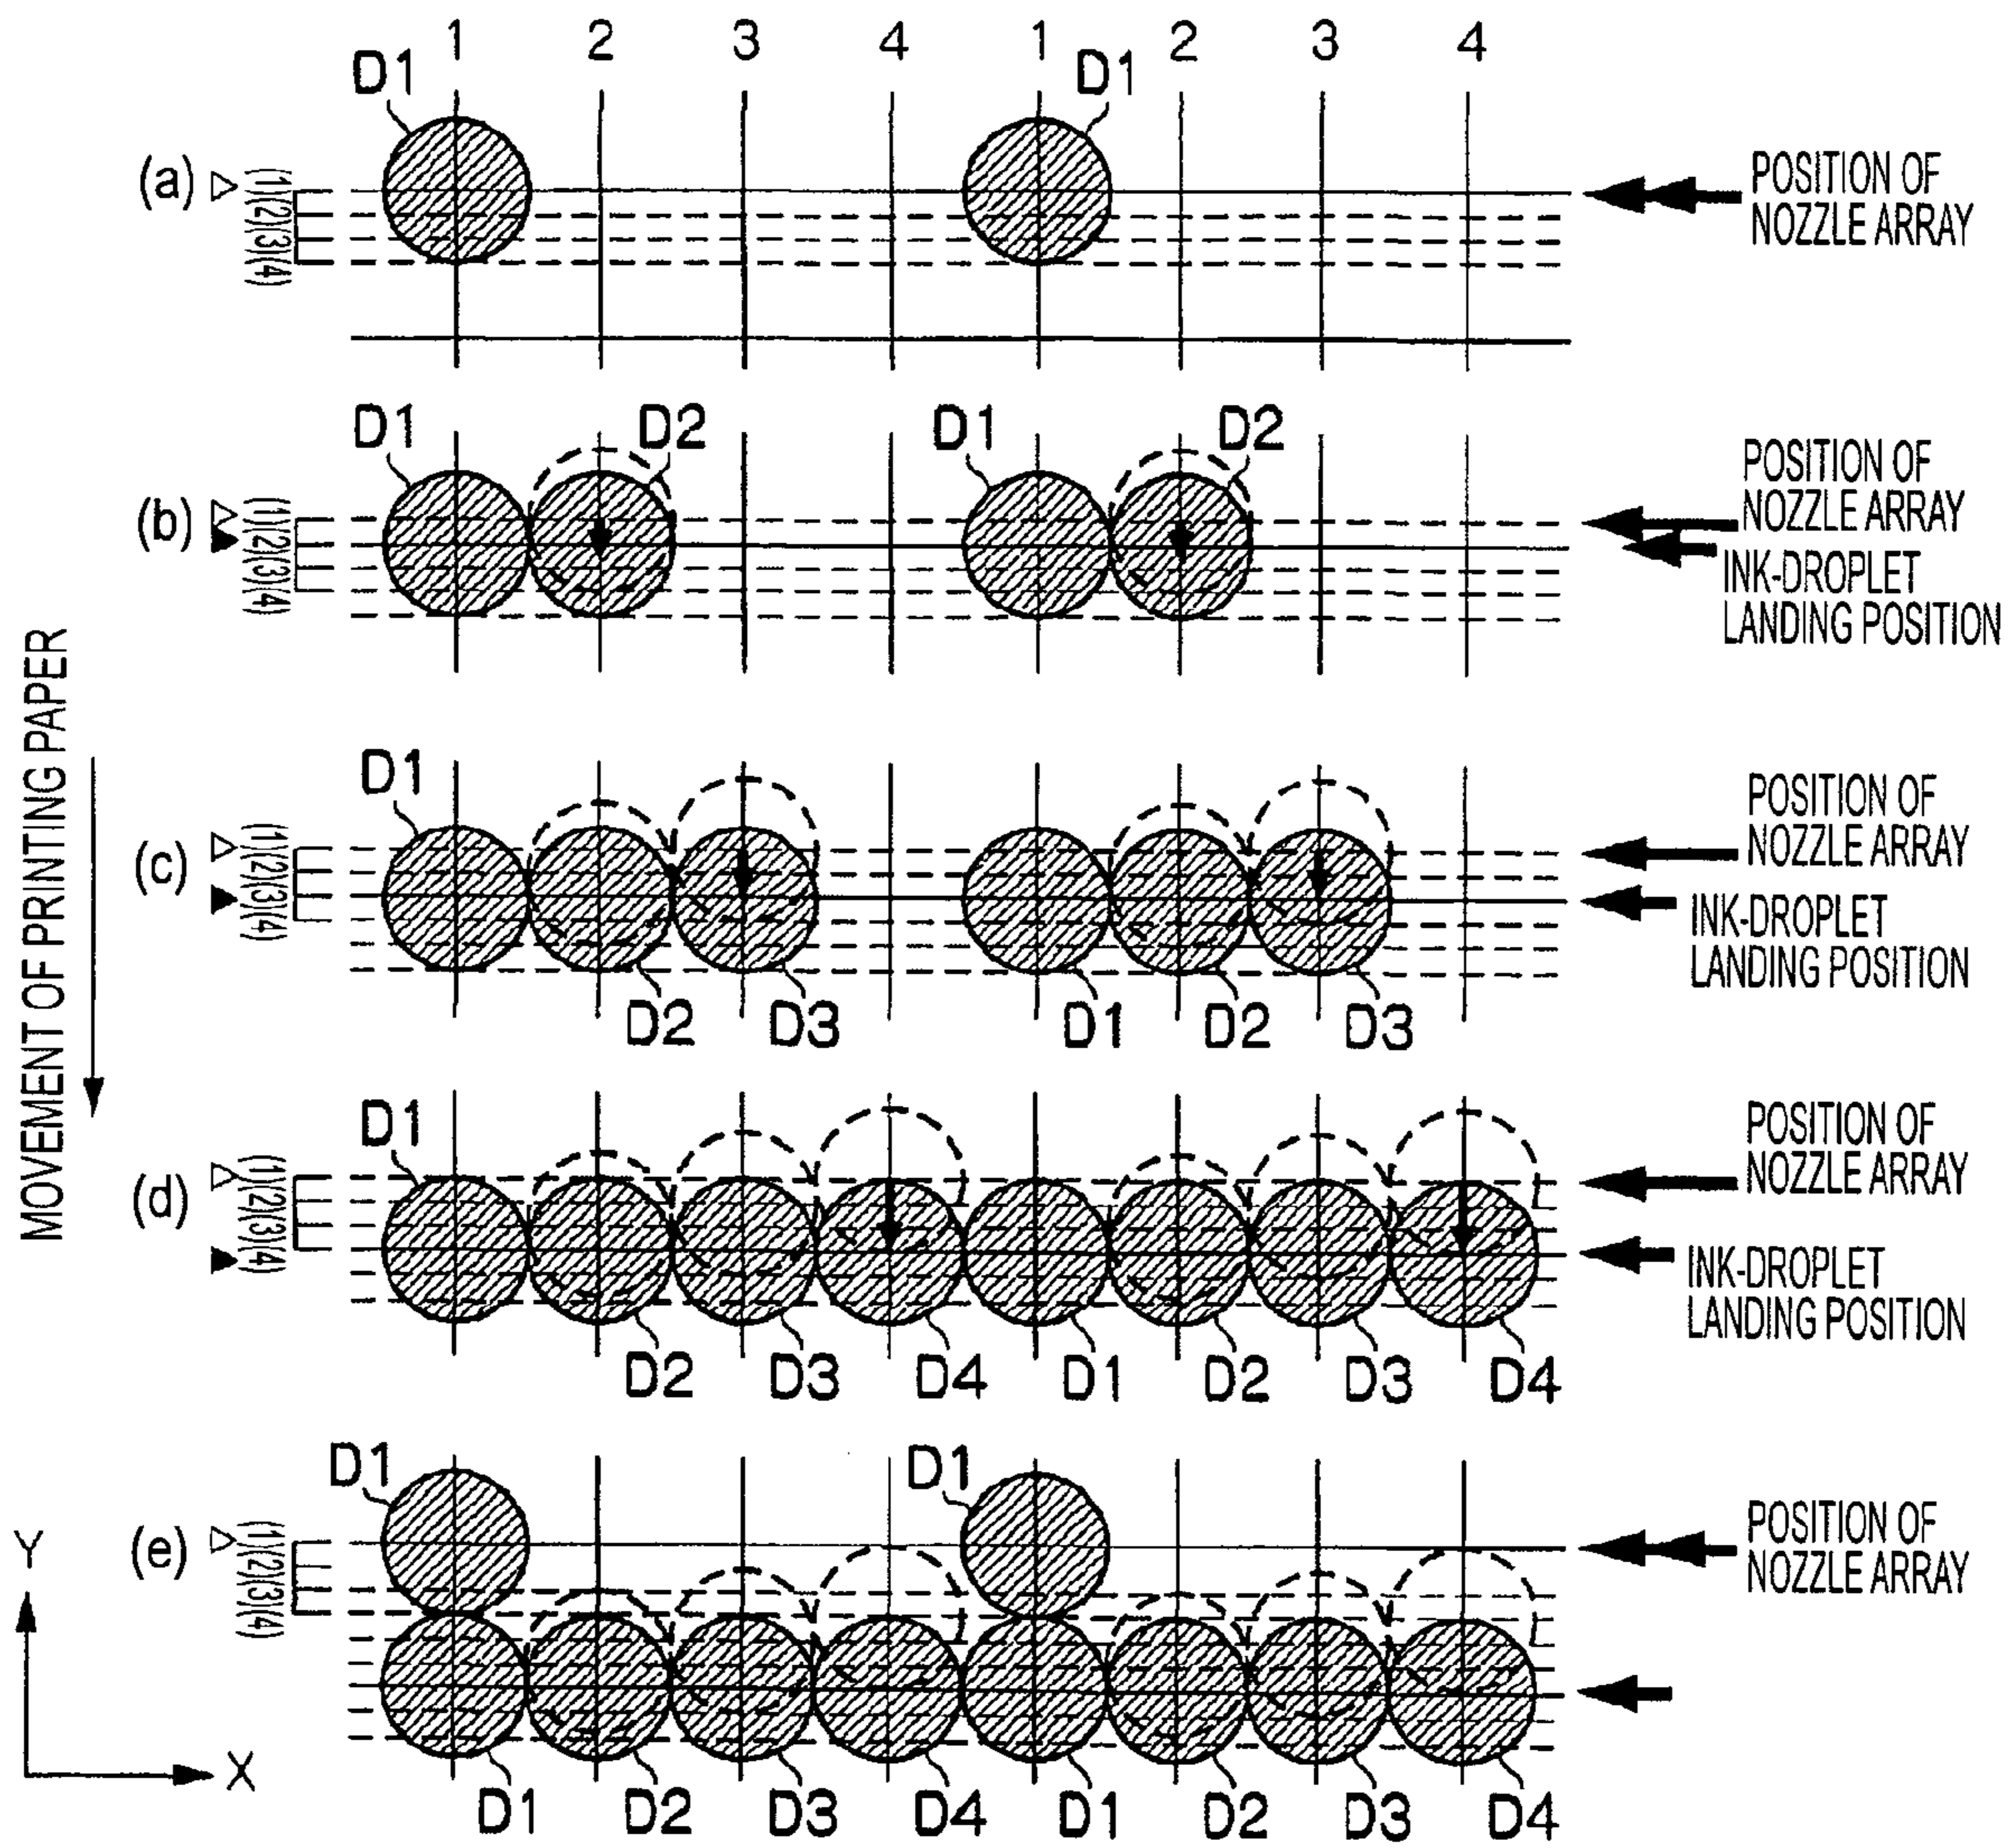 1 2 3 4 1 2 3 4
D1 D1
(a) (1)(2)(3)(4)
POSITION OF
NOZZLE ARRAY
D1 D2 D1 D2
(b) (1)(2)(3)(4)
POSITION OF
NOZZLE ARRAY
INK-DROPLET
LANDING POSITION
MOVEMENT OF PRINTING PAPER
D1
(c) (1)(2)(3)(4)
POSITION OF
NOZZLE ARRAY
INK-DROPLET
LANDING POSITION
D2 D3 D1 D2 D3
D1
(d) (1)(2)(3)(4)
POSITION OF
NOZZLE ARRAY
INK-DROPLET
LANDING POSITION
D2 D3 D4 D1 D2 D3 D4
D1 D1
(e) (1)(2)(3)(4)
POSITION OF
NOZZLE ARRAY
Y
X
D1 D2 D3 D4 D1 D2 D3 D4